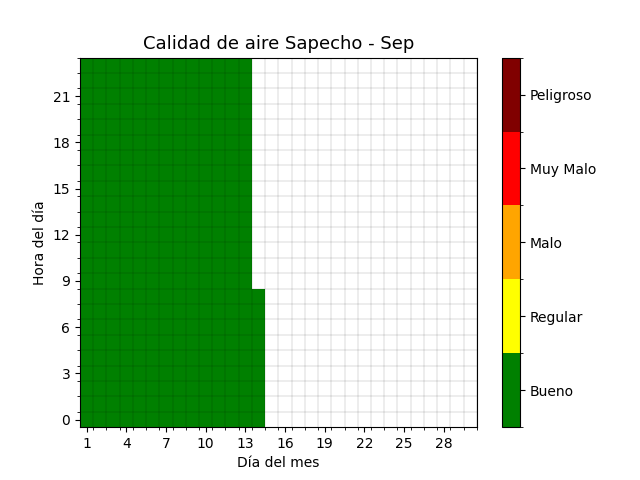 Calidad de aire Sapecho - Sep
Hora del día
21
18
15
12
9
6
3
0
1 4 7 10 13 16 19 22 25 28
Día del mes
Peligroso
Muy Malo
Malo
Regular
Bueno